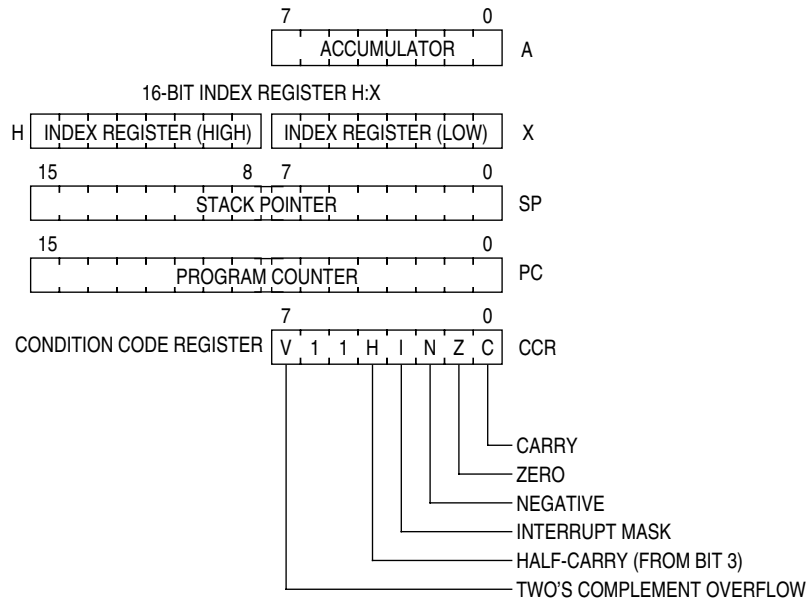 7 0
ACCUMULATOR A
16-BIT INDEX REGISTER H:X
H INDEX REGISTER (HIGH) INDEX REGISTER (LOW) X
15 8 7 0
STACK POINTER SP
15 0
PROGRAM COUNTER PC
7 0
CONDITION CODE REGISTER V 1 1 H I N Z C CCR
CARRY
ZERO
NEGATIVE
INTERRUPT MASK
HALF-CARRY (FROM BIT 3)
TWO'S COMPLEMENT OVERFLOW